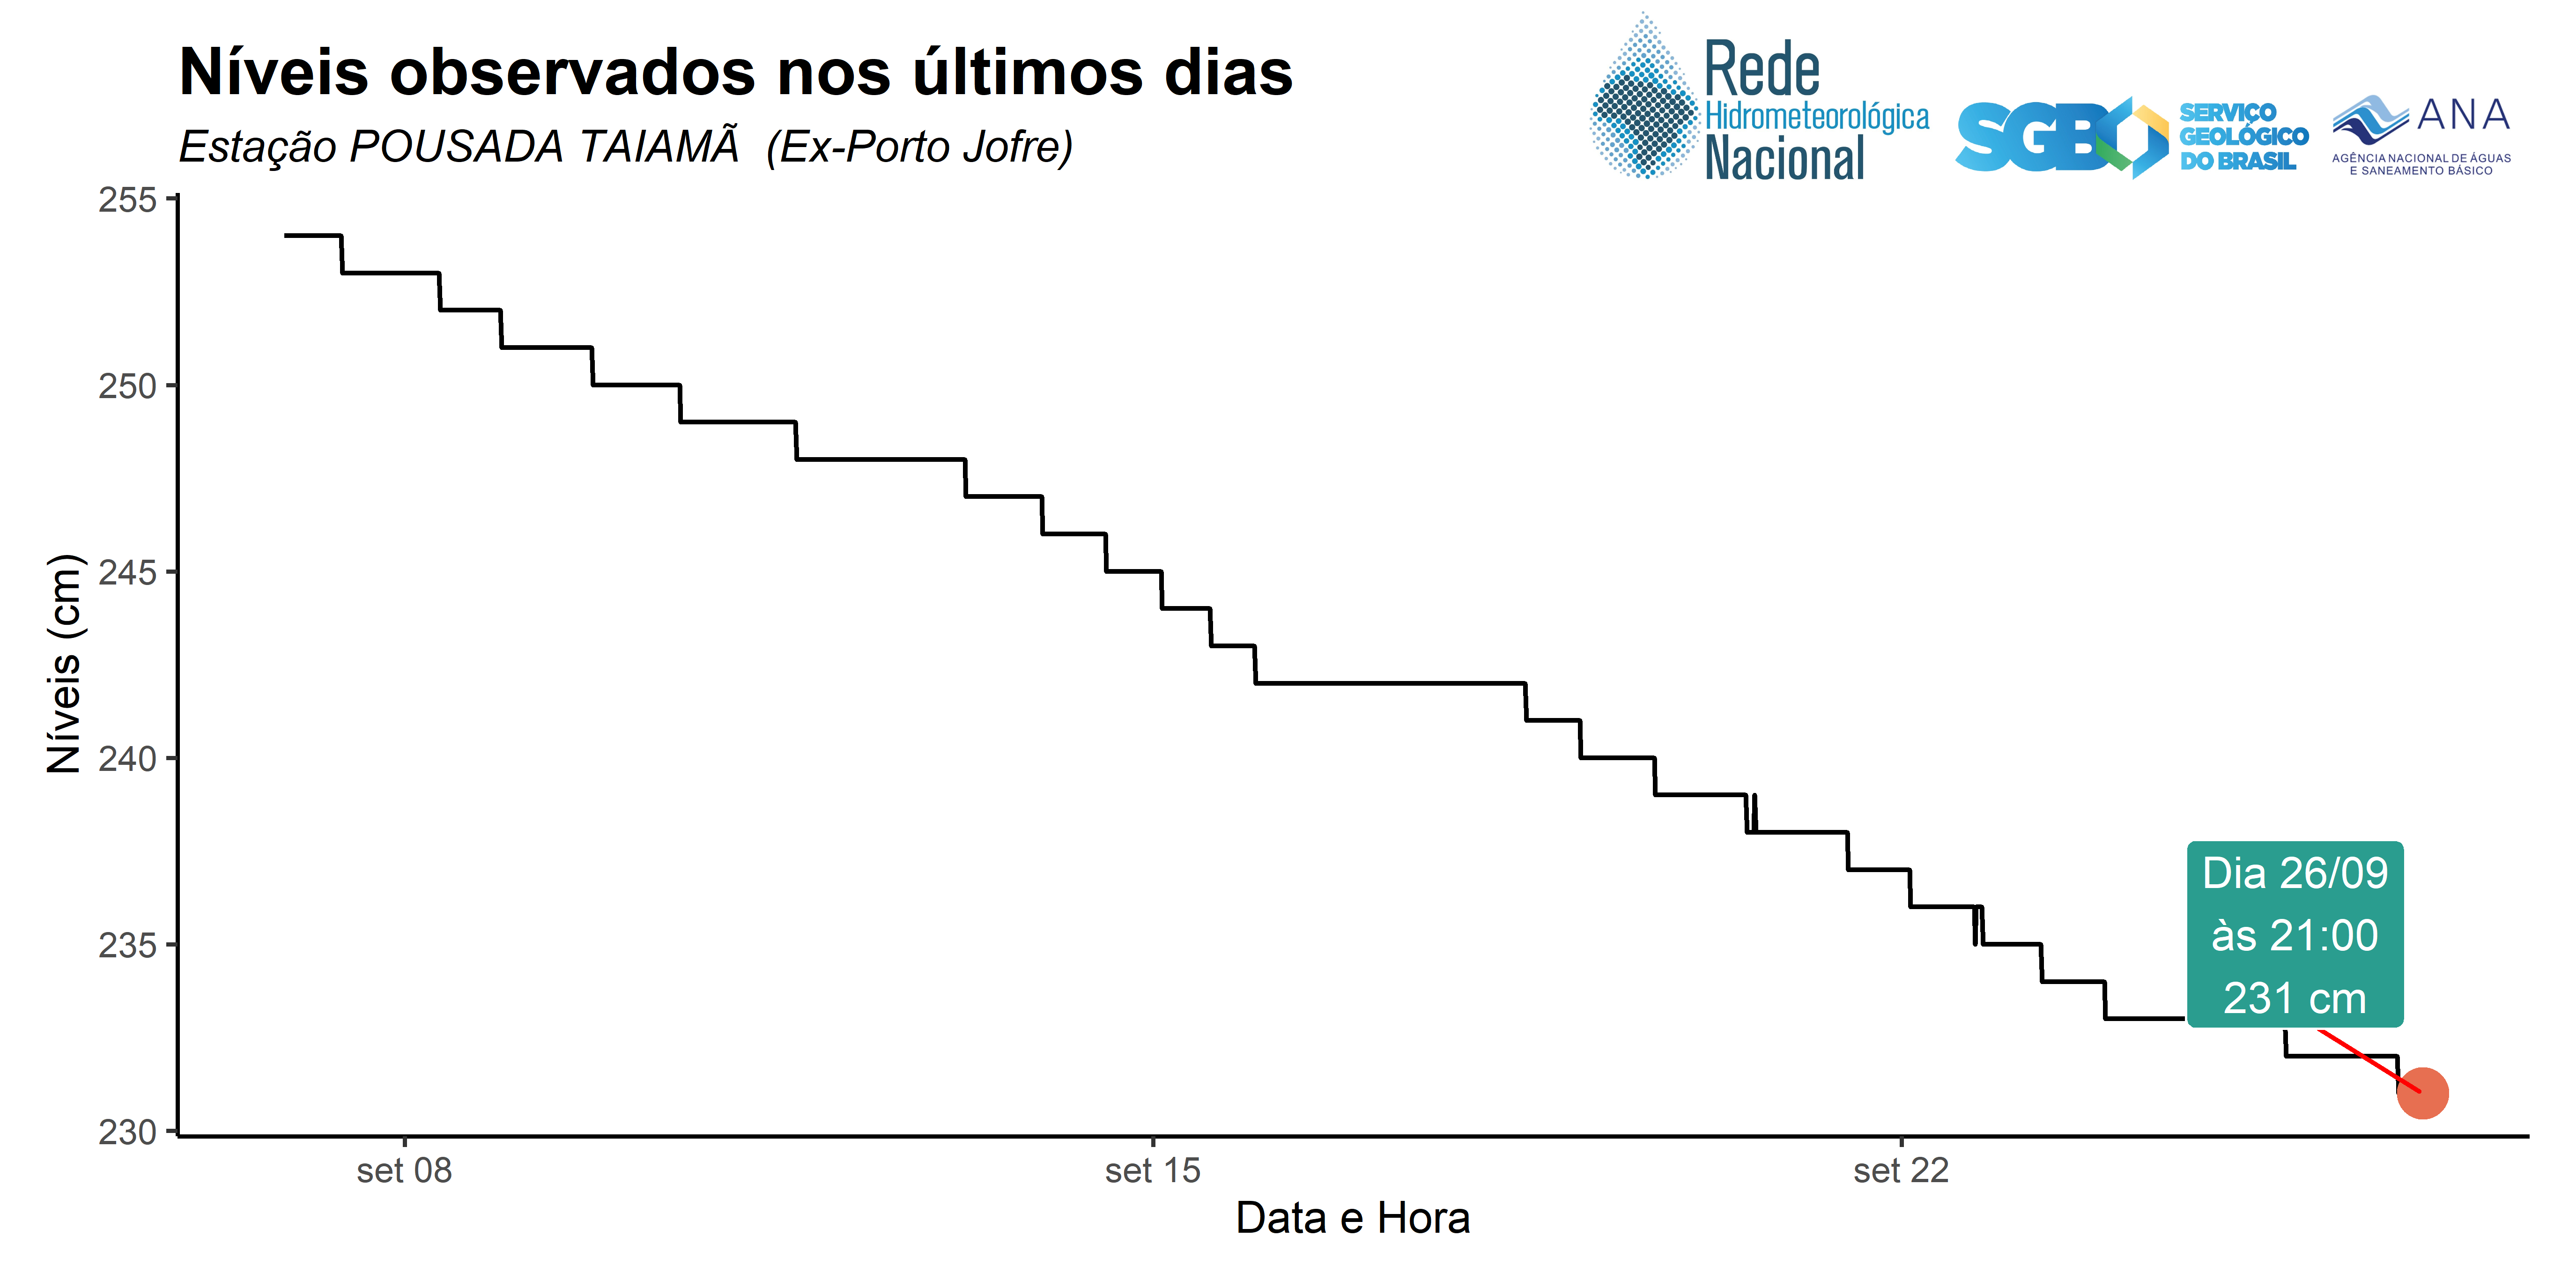 Níveis observados nos últimos dias
Estação POUSADA TAIAMÃ  (Ex-Porto Jofre)
Rede
Hidrometeorológica
Nacional
SGB
SERVIÇO
GEOLÓGICO
DO BRASIL
ANA
AGÊNCIA NACIONAL DE ÁGUAS
E SANEAMENTO BÁSICO
Níveis (cm)
255
250
245
240
235
230
Dia 26/09
às 21:00
231 cm
set 08
set 15
set 22
Data e Hora